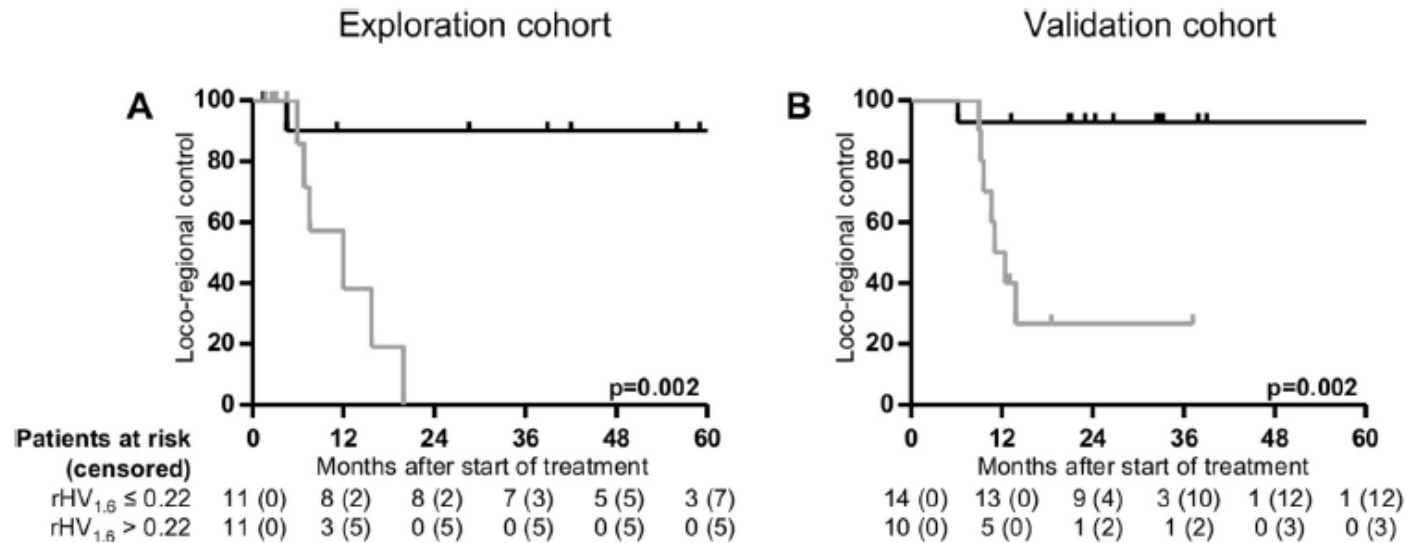 Exploration cohort
Validation cohort
A
B
Loco-regional control
100
80
60
40
20
0
p=0.002
0 12 24 36 48 60
Months after start of treatment
Loco-regional control
100
80
60
40
20
0
p=0.002
0 12 24 36 48 60
Months after start of treatment
Patients at risk
(censored)
rHV1.6 ≤ 0.22 11 (0) 8 (2) 8 (2) 7 (3) 5 (5) 3 (7) 14 (0) 13 (0) 9 (4) 3 (10) 1 (12) 1 (12)
rHV1.6 > 0.22 11 (0) 3 (5) 0 (5) 0 (5) 0 (5) 0 (5) 10 (0) 5 (0) 1 (2) 1 (2) 0 (3) 0 (3)